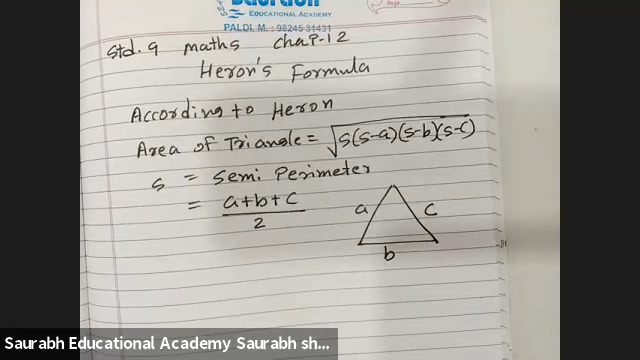 EDUCATIONAL ACADEMY
PALDI. M. : 98245 31431
Page
Std. 9 maths chap-12
Heron's Formula
According to Heron
Area of Triangle = √s(s-a)(s-b)(s-c)
s = semi Perimeter
= a+b+c
2
a c
b
Saurabh Educational Academy Saurabh sh...